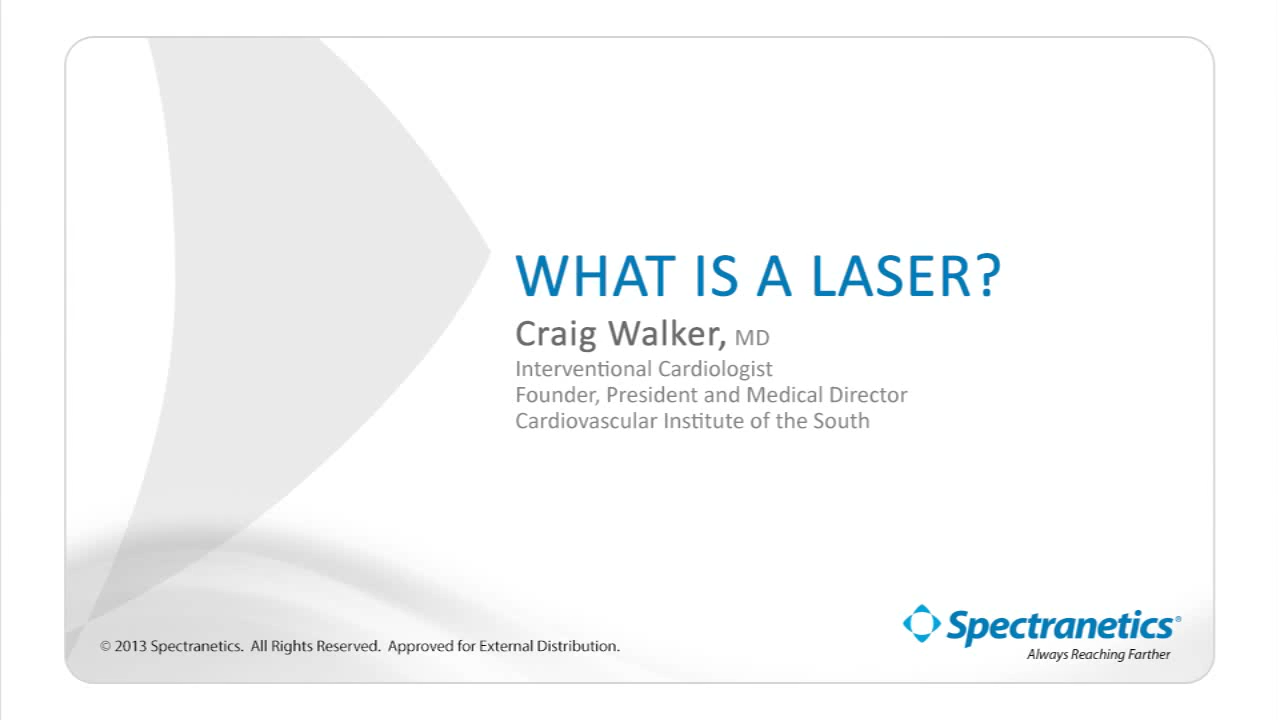 WHAT IS A LASER?
Craig Walker, MD
Interventional Cardiologist
Founder, President and Medical Director
Cardiovascular Institute of the South
Spectranetics®
Always Reaching Farther
© 2013 Spectranetics. All Rights Reserved. Approved for External Distribution.